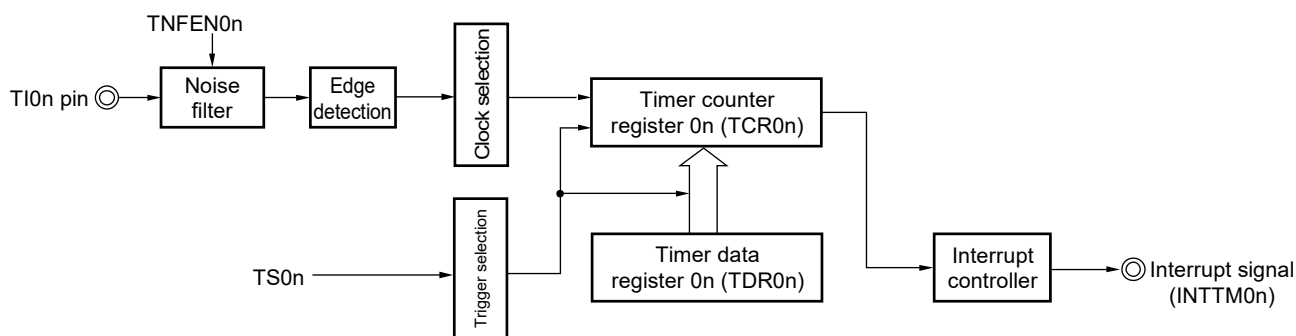 TNFEN0n
TI0n pin
Noise
filter
Edge
detection
Clock selection
Timer counter
register 0n (TCR0n)
TS0n
Trigger selection
Timer data
register 0n (TDR0n)
Interrupt
controller
Interrupt signal
(INTTM0n)